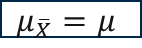 μ_X̄ = μ